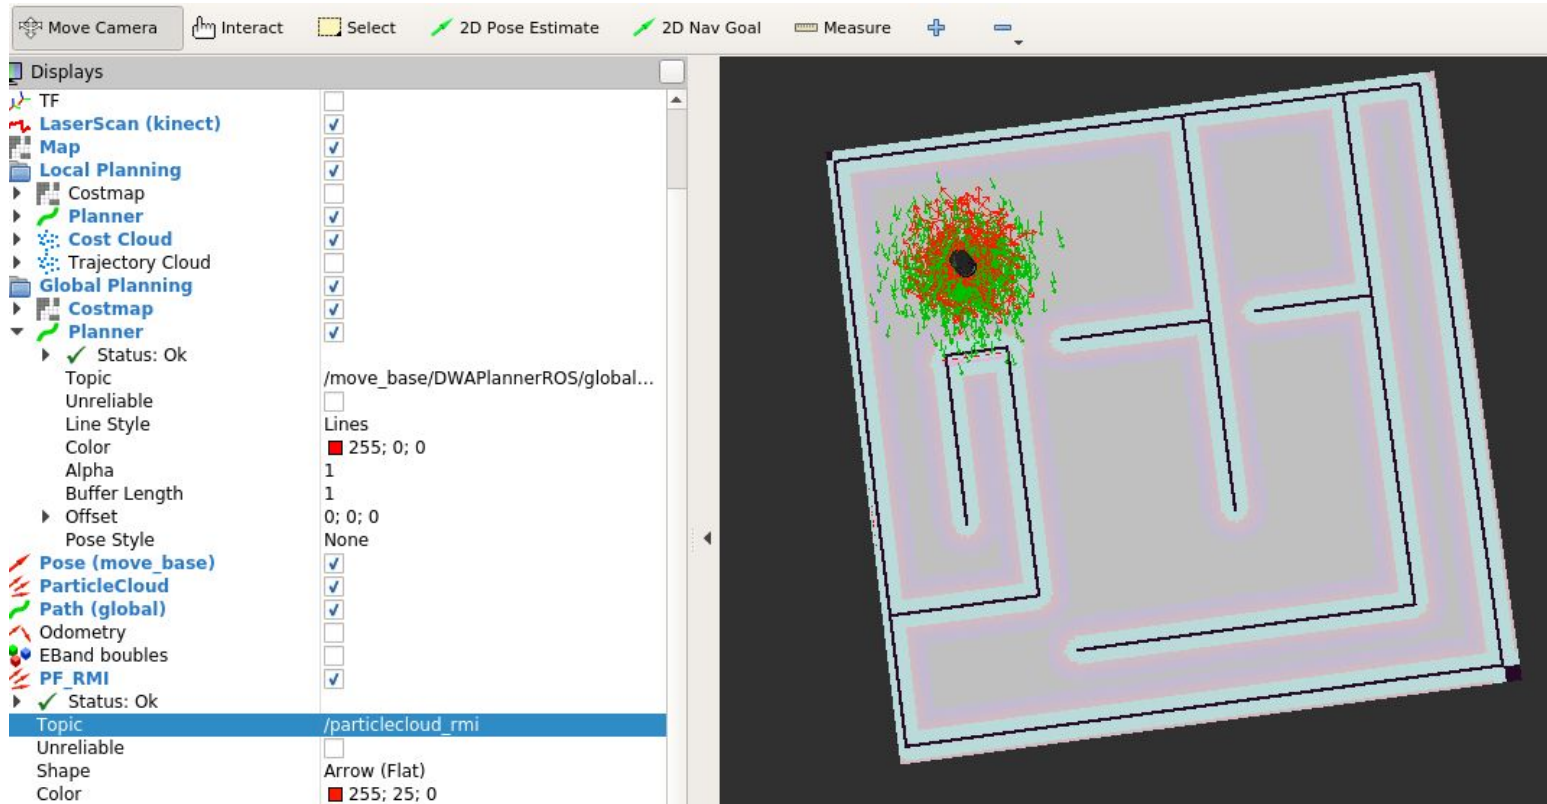 Move Camera Interact Select 2D Pose Estimate 2D Nav Goal Measure
Displays
TF
LaserScan (kinect)
Map
Local Planning
Costmap
Planner
Cost Cloud
Trajectory Cloud
Global Planning
Costmap
Planner
Status: Ok
Topic /move_base/DWAPlannerROS/global...
Unreliable
Line Style Lines
Color 255; 0; 0
Alpha 1
Buffer Length 1
Offset 0; 0; 0
Pose Style None
Pose (move_base)
ParticleCloud
Path (global)
Odometry
EBand boubles
PF_RMI
Status: Ok
Topic /particlecloud_rmi
Unreliable
Shape Arrow (Flat)
Color 255; 25; 0